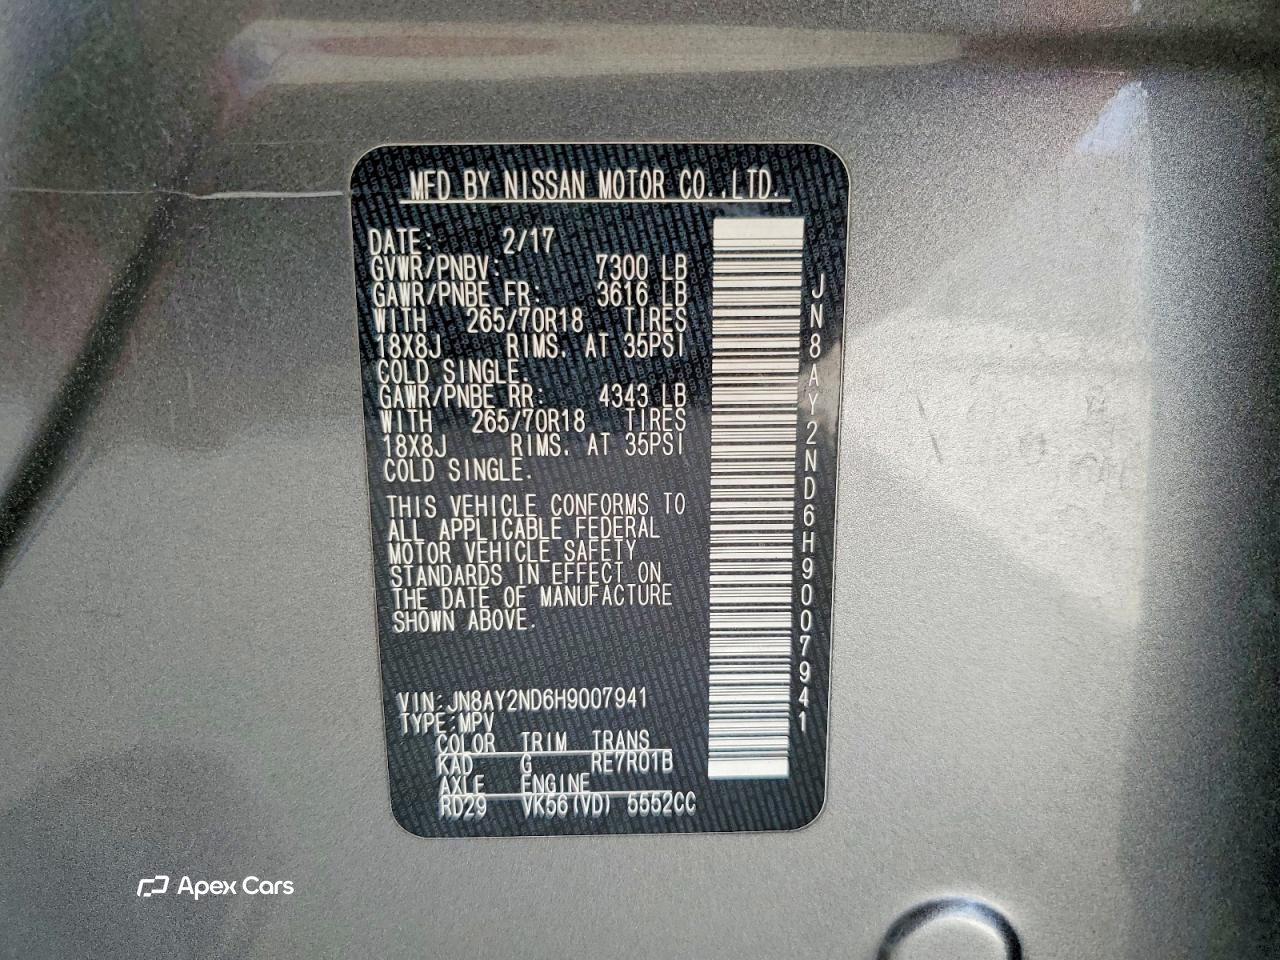 MFD BY NISSAN MOTOR CO.,LTD.
DATE: 2/17
GVWR/PNBV: 7300 LB
GAWR/PNBE FR: 3616 LB
WITH 265/70R18 TIRES
18X8J RIMS. AT 35PSI
COLD SINGLE.
GAWR/PNBE RR: 4343 LB
WITH 265/70R18 TIRES
18X8J RIMS. AT 35PSI
COLD SINGLE.
THIS VEHICLE CONFORMS TO
ALL APPLICABLE FEDERAL
MOTOR VEHICLE SAFETY
STANDARDS IN EFFECT ON
THE DATE OF MANUFACTURE
SHOWN ABOVE.
VIN:JN8AY2ND6H9007941
TYPE:MPV
COLOR TRIM TRANS
KAD G RE7R01B
AXLE ENGINE
RD29 VK56(VD) 5552CC
JN8AY2ND6H9007941
Apex Cars